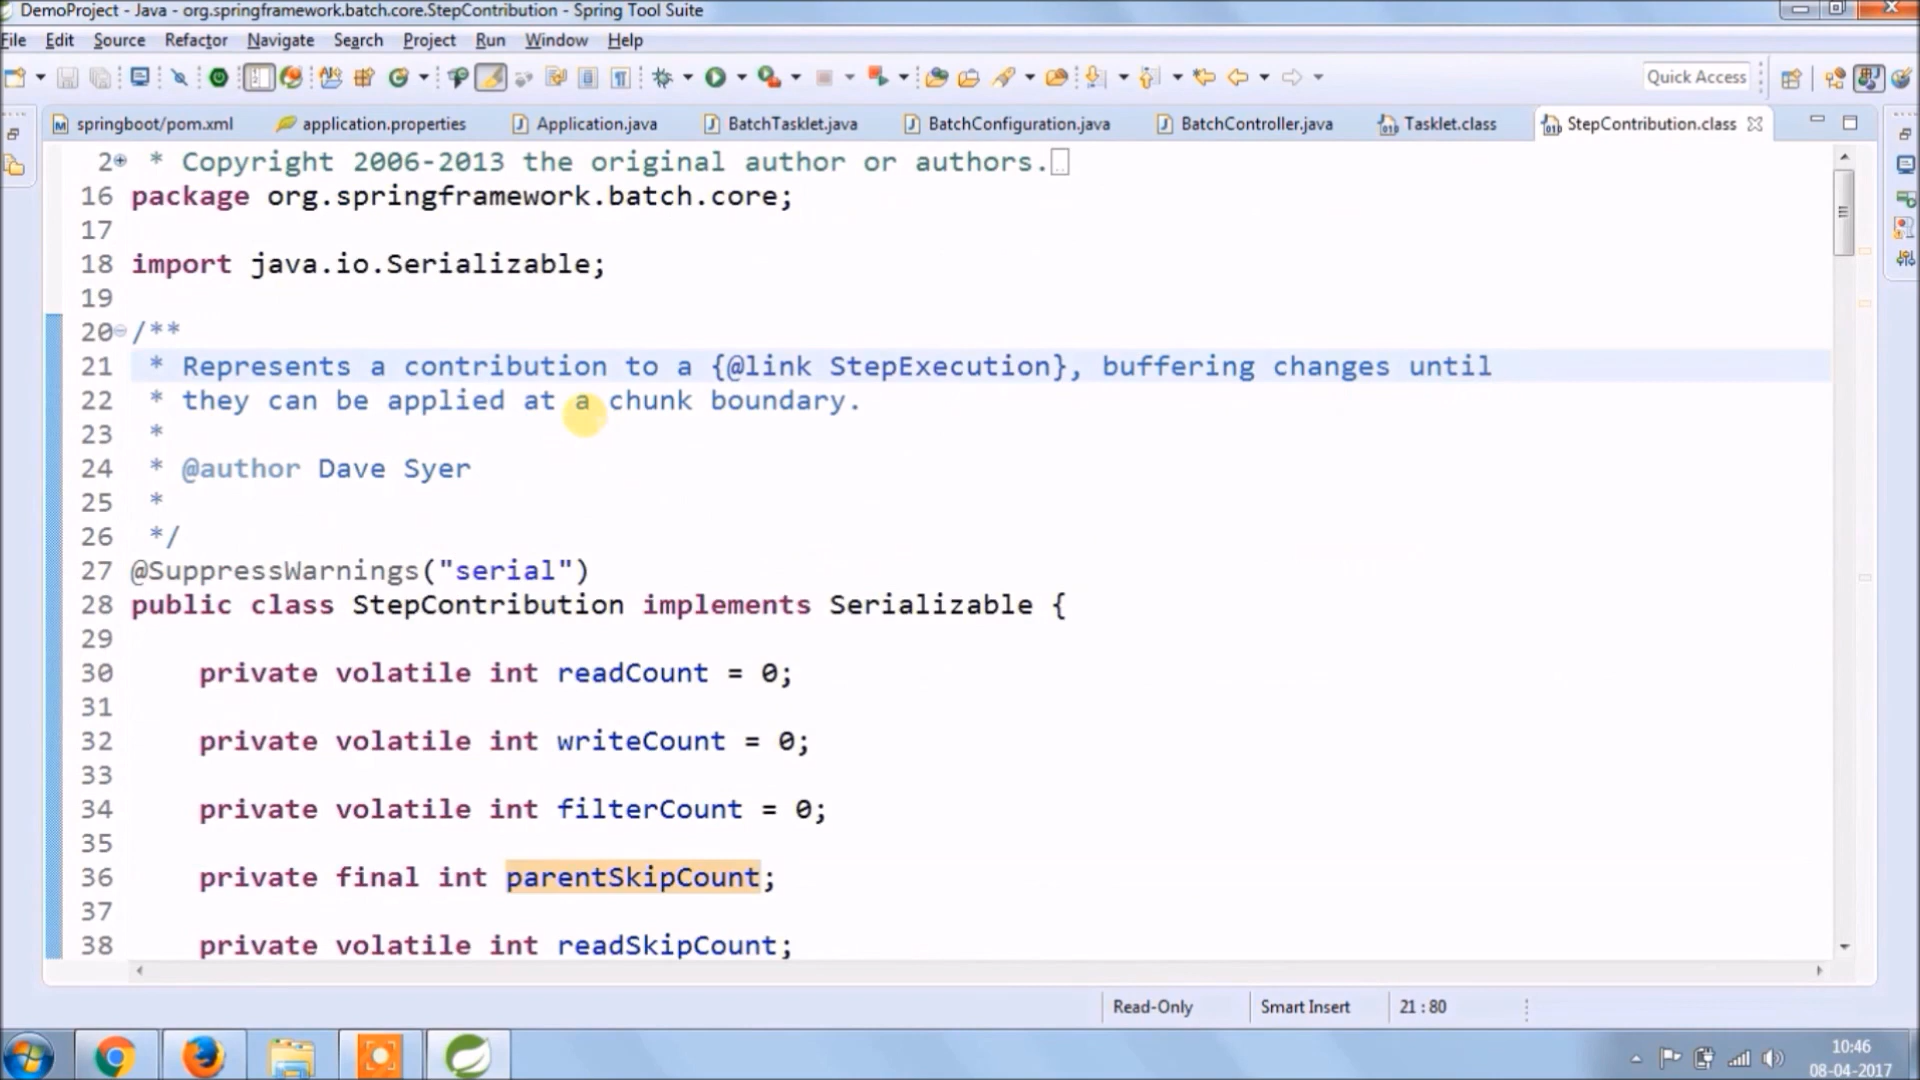 DemoProject - Java - org.springframework.batch.core.StepContribution - Spring Tool Suite
File Edit Source Refactor Navigate Search Project Run Window Help
Quick Access
springboot/pom.xml application.properties Application.java BatchTasklet.java BatchConfiguration.java BatchController.java Tasklet.class StepContribution.class
2 * Copyright 2006-2013 the original author or authors.
16 package org.springframework.batch.core;
17
18 import java.io.Serializable;
19
20 /**
21 * Represents a contribution to a {@link StepExecution}, buffering changes until
22 * they can be applied at a chunk boundary.
23 *
24 * @author Dave Syer
25 *
26 */
27 @SuppressWarnings("serial")
28 public class StepContribution implements Serializable {
29
30 private volatile int readCount = 0;
31
32 private volatile int writeCount = 0;
33
34 private volatile int filterCount = 0;
35
36 private final int parentSkipCount;
37
38 private volatile int readSkipCount;
Read-Only Smart Insert 21 : 80
10:46
08-04-2017